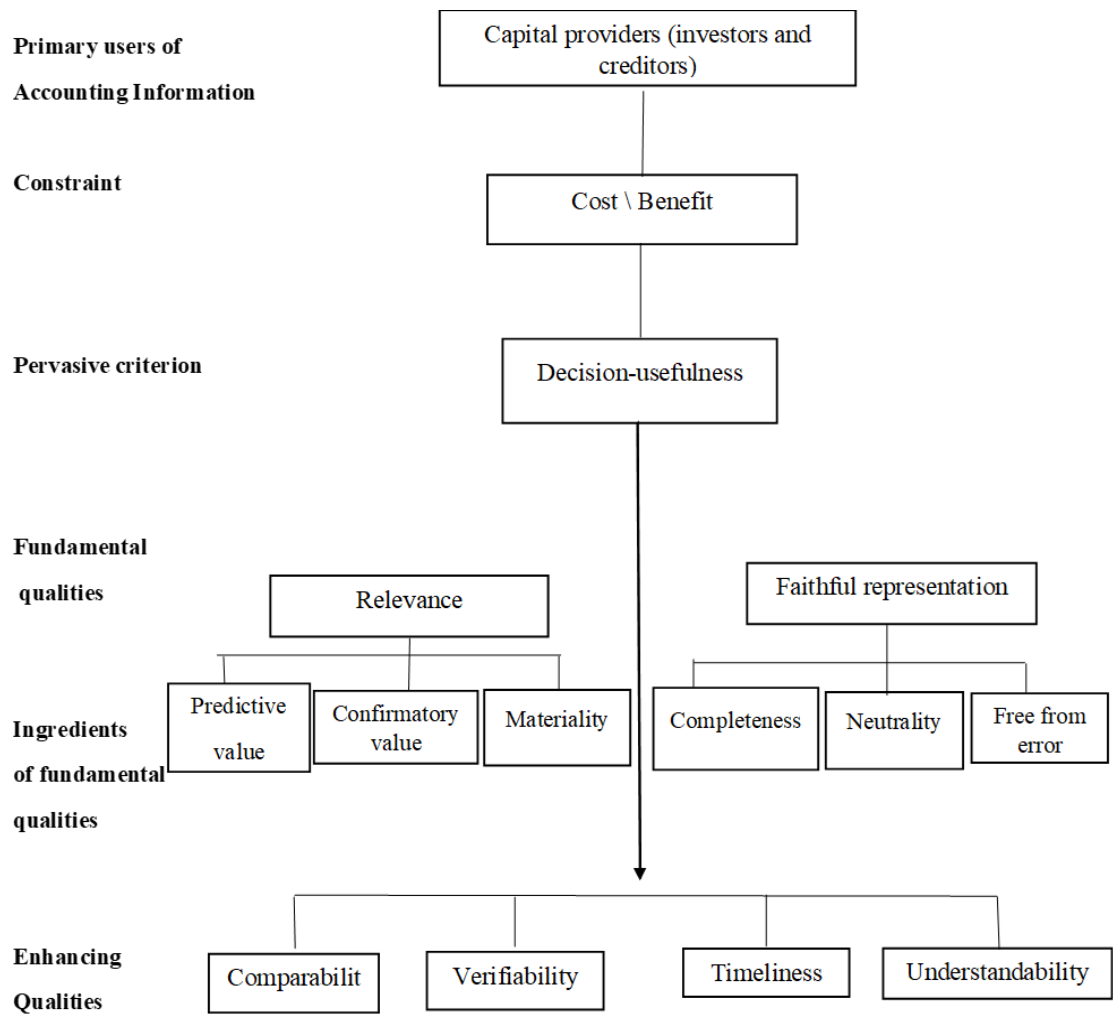 Primary users of
Accounting Information
Capital providers (investors and
creditors)
Constraint
Cost \ Benefit
Pervasive criterion
Decision-usefulness
Fundamental
qualities
Relevance
Faithful representation
Ingredients
of fundamental
qualities
Predictive
value
Confirmatory
value
Materiality
Completeness
Neutrality
Free from
error
Enhancing
Qualities
Comparabilit
Verifiability
Timeliness
Understandability